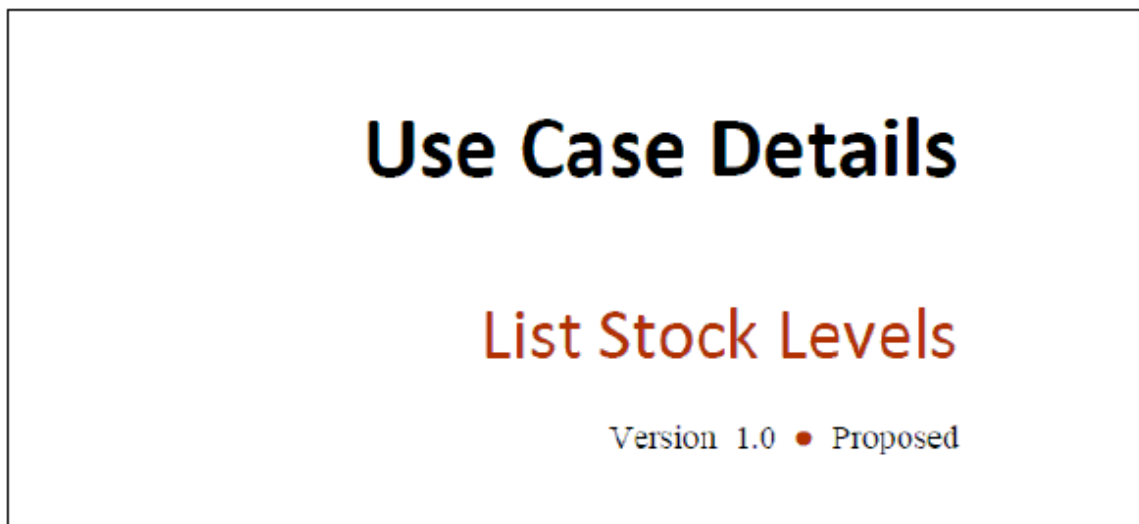 Use Case Details
List Stock Levels
Version 1.0 • Proposed